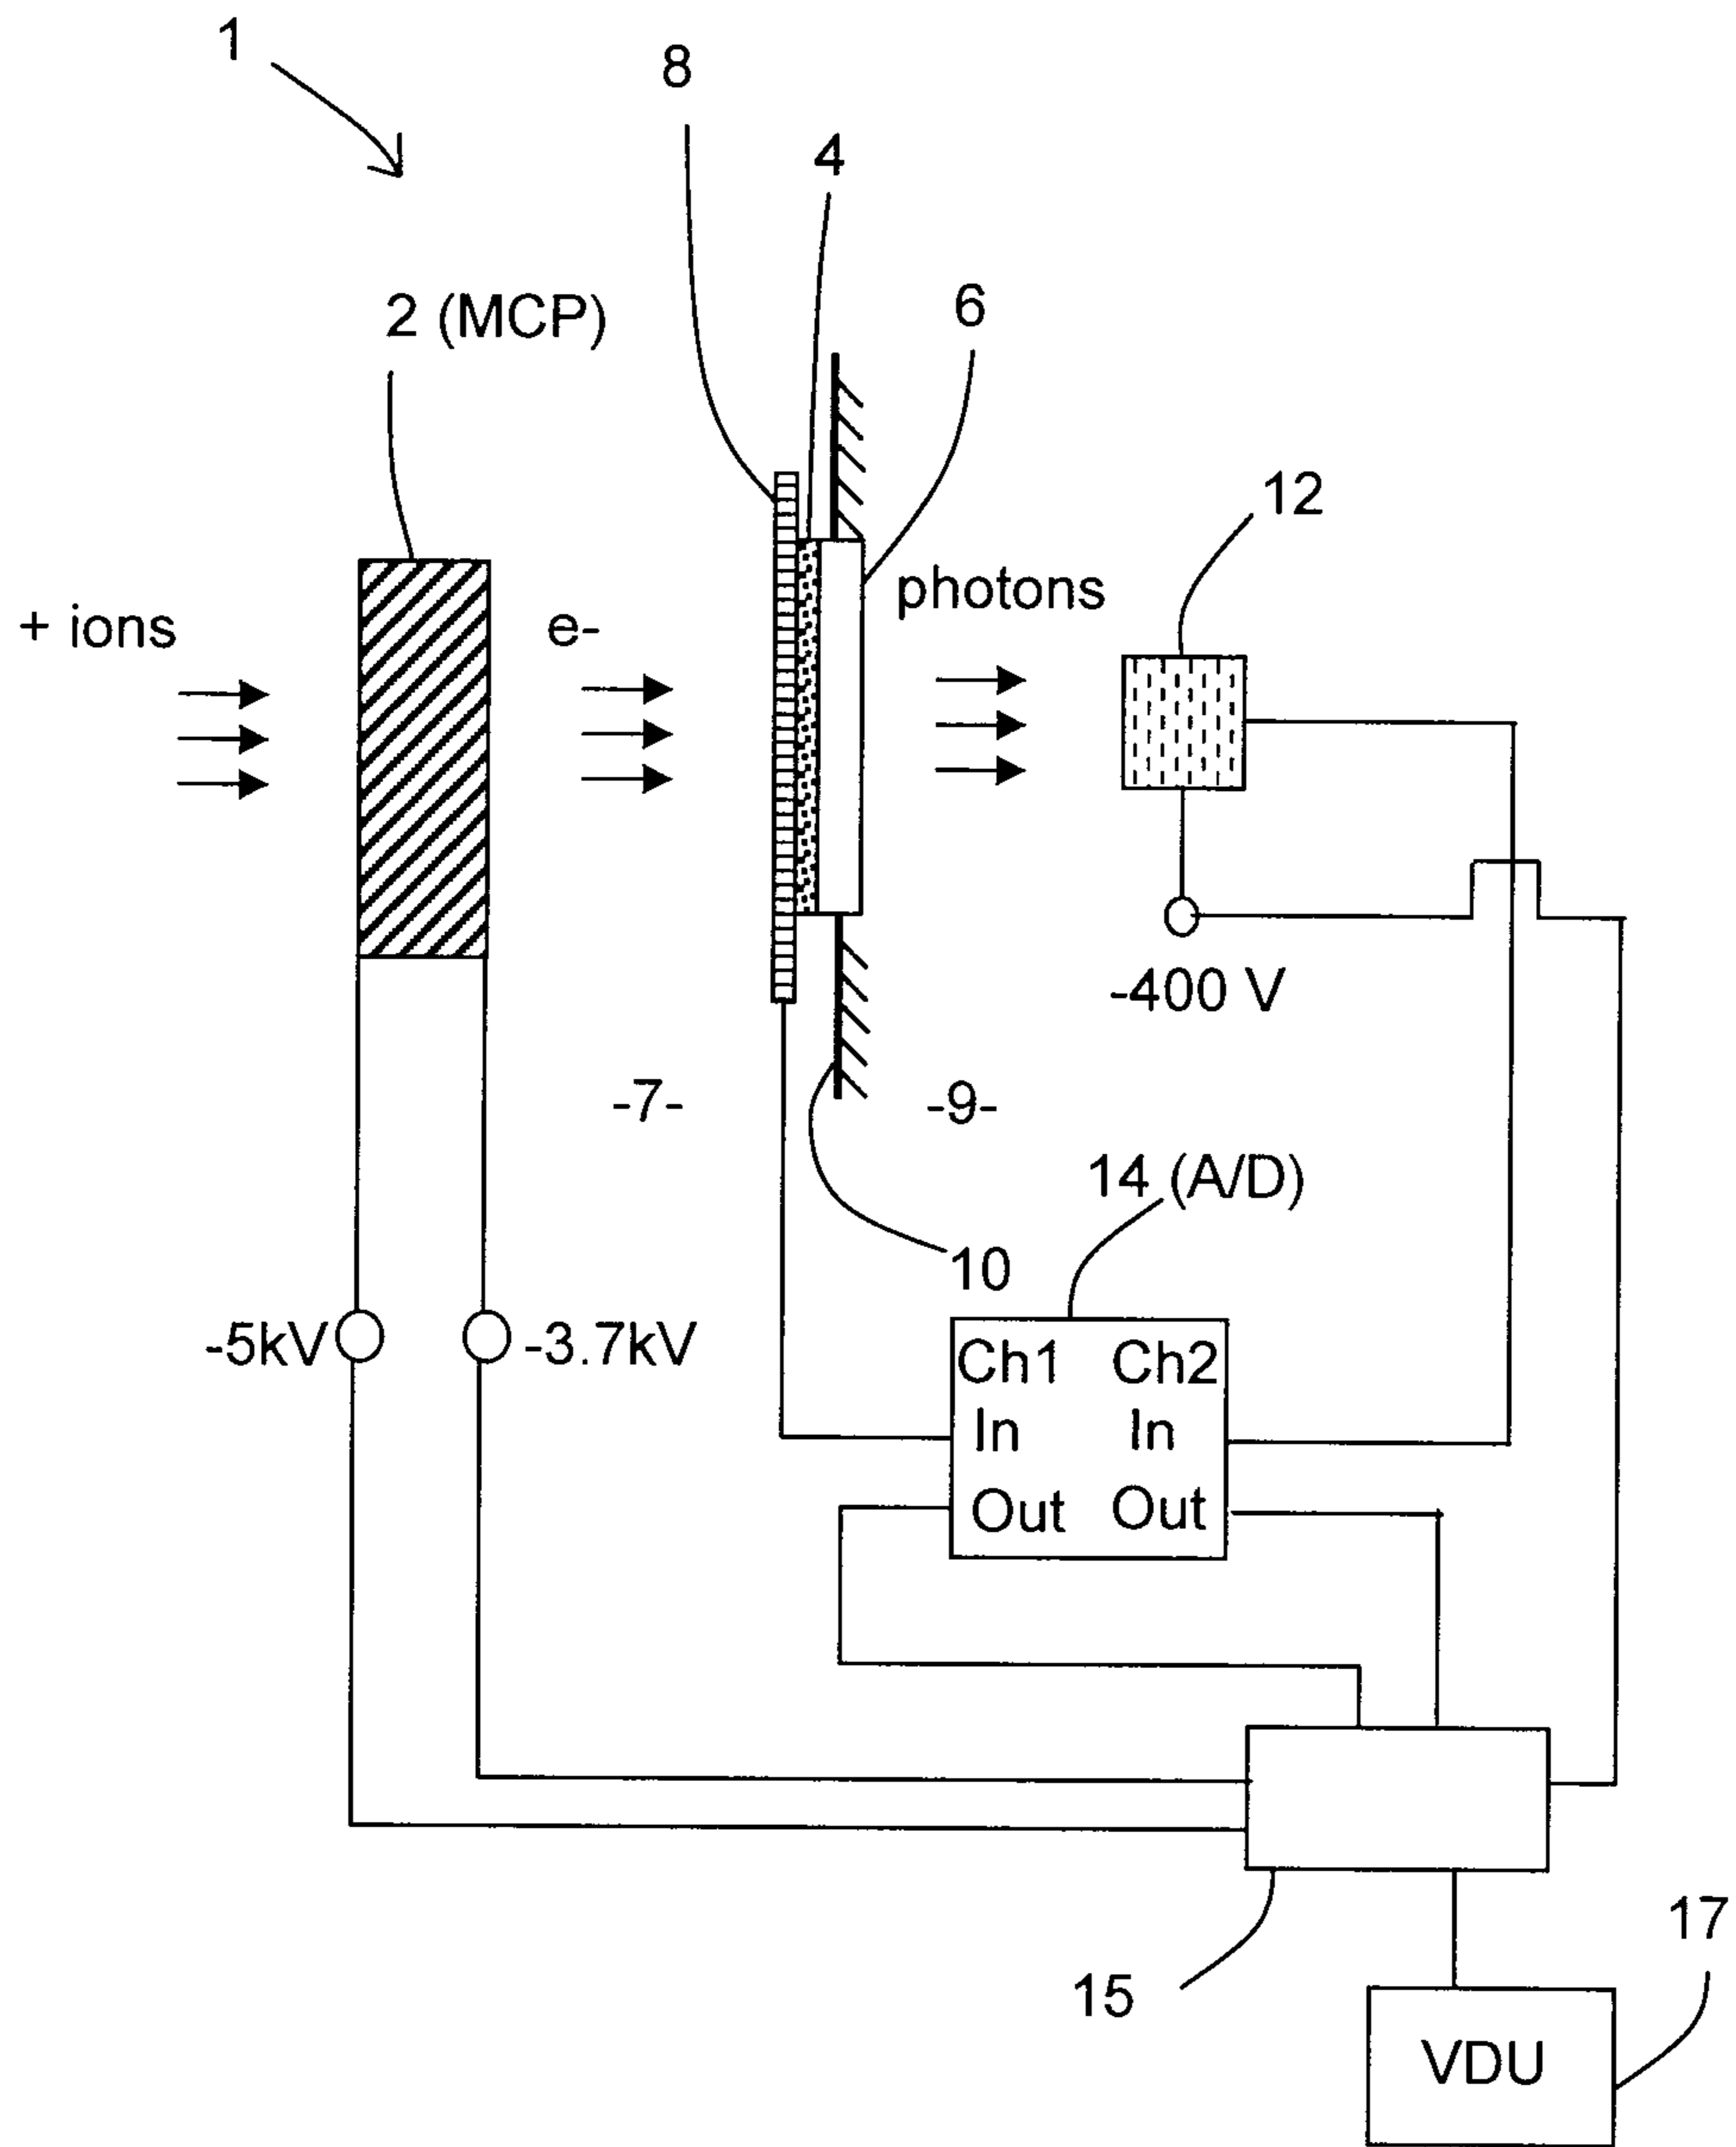 1
8
4
2 (MCP)
6
12
+ ions
e-
photons
-400 V
-7-
-9-
14 (A/D)
10
-5kV
-3.7kV
Ch1 Ch2
In In
Out Out
15
17
VDU